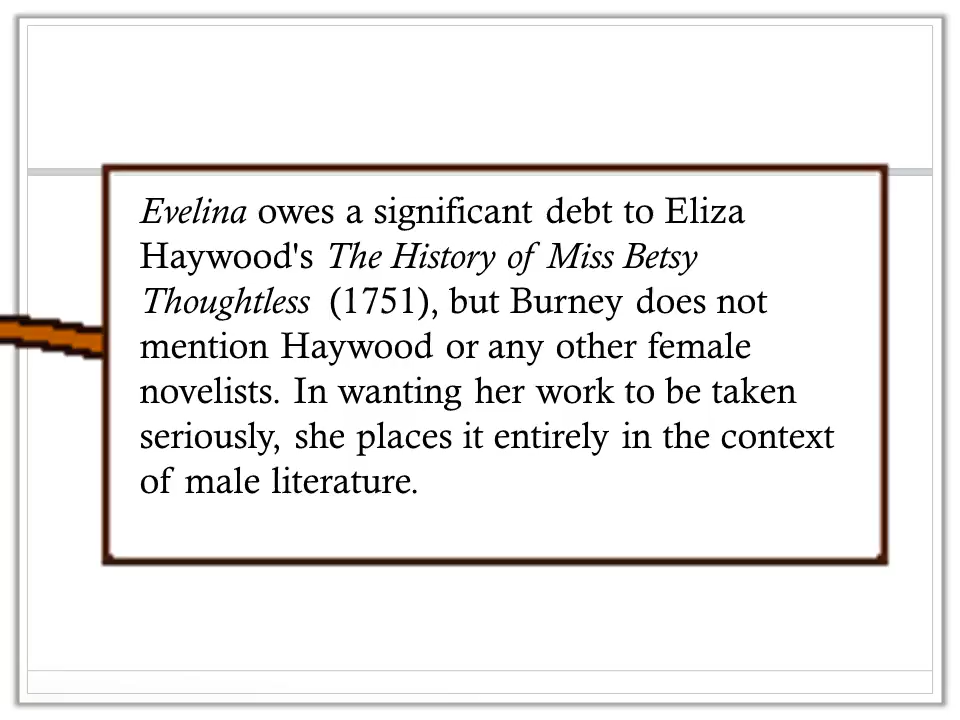 Evelina owes a significant debt to Eliza
Haywood's The History of Miss Betsy
Thoughtless (1751), but Burney does not
mention Haywood or any other female
novelists. In wanting her work to be taken
seriously, she places it entirely in the context
of male literature.